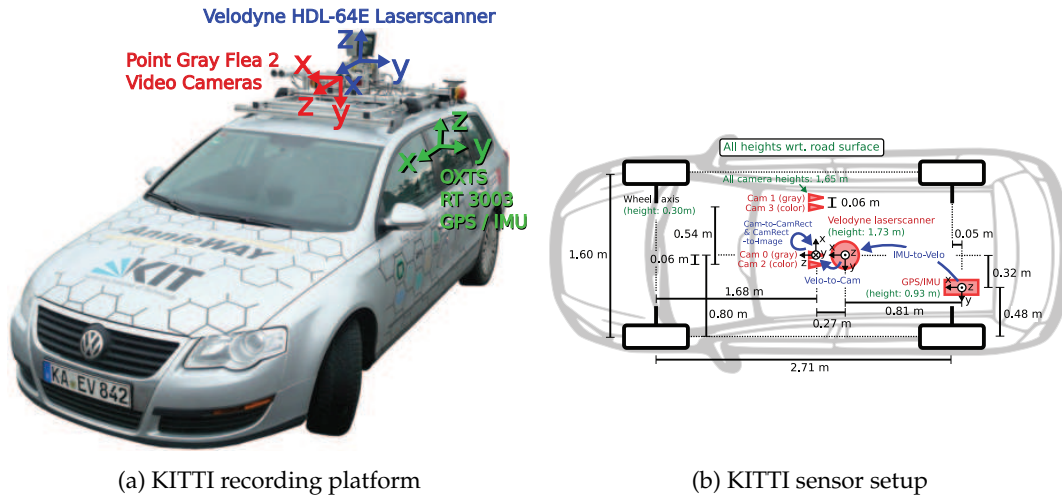 Velodyne HDL-64E Laserscanner
Point Gray Flea 2
Video Cameras
z
y
x
x
z
y
z
x
y
OXTS
RT 3003
GPS / IMU
AnnieWAY
KIT
KA EV 842
All heights wrt. road surface
All camera heights: 1,65 m
Wheel axis
(height: 0.30m)
Cam 1 (gray)
Cam 3 (color)
0.06 m
Velodyne laserscanner
(height: 1.73 m)
Cam-to-CamRect
& CamRect
-to-Image
0.54 m
0.05 m
1.60 m
0.06 m
Cam 0 (gray)
Cam 2 (color)
x
y
z
x
z
y
IMU-to-Velo
Velo-to-Cam
0.32 m
GPS/IMU
(height: 0.93 m)
x
z
y
1.68 m
0.80 m
0.81 m
0.48 m
0.27 m
2.71 m
(a) KITTI recording platform
(b) KITTI sensor setup